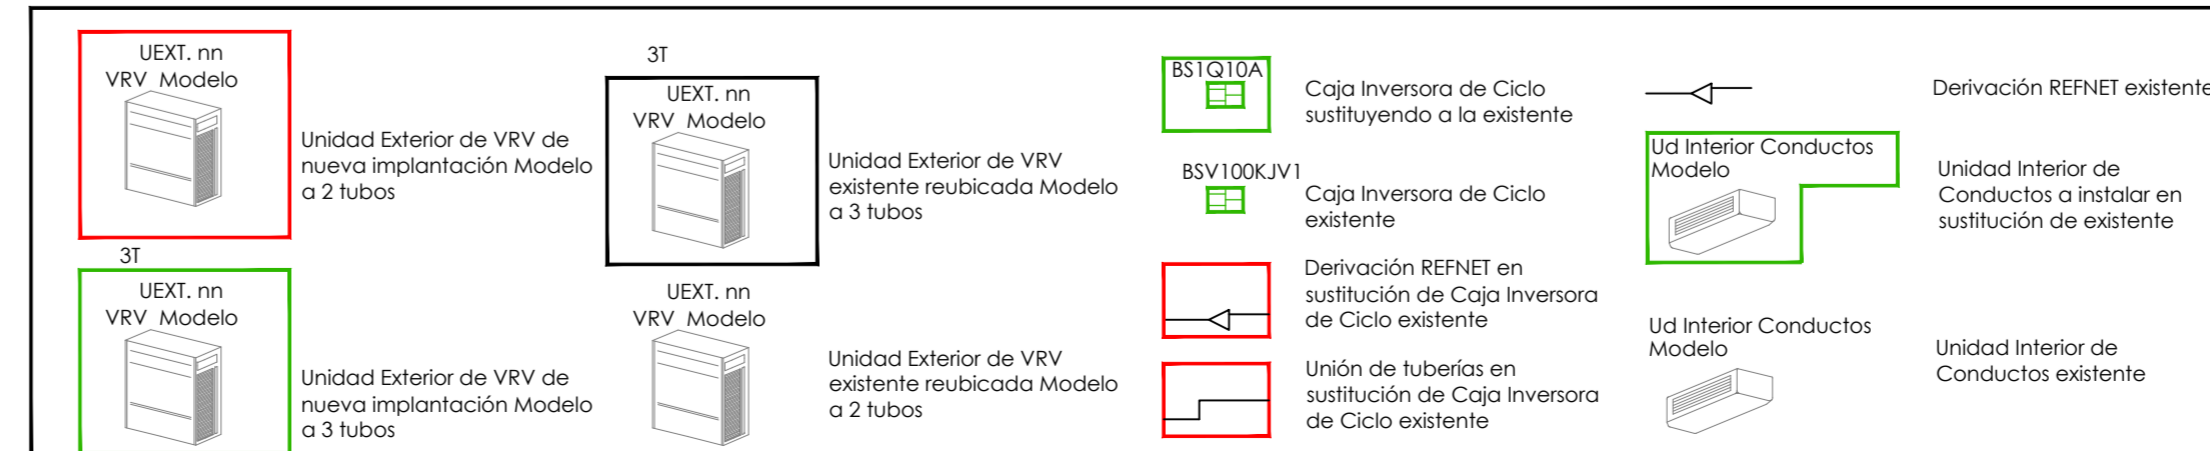 UEXT. nn
VRV Modelo
Unidad Exterior de VRV de
nueva implantación Modelo
a 2 tubos
3T
UEXT. nn
VRV Modelo
Unidad Exterior de VRV de
nueva implantación Modelo
a 3 tubos
3T
UEXT. nn
VRV Modelo
Unidad Exterior de VRV
existente reubicada Modelo
a 3 tubos
UEXT. nn
VRV Modelo
Unidad Exterior de VRV
existente reubicada Modelo
a 2 tubos
BS1Q10A
Caja Inversora de Ciclo
sustituyendo a la existente
BSV100KJV1
Caja Inversora de Ciclo
existente
Derivación REFNET en
sustitución de Caja Inversora
de Ciclo existente
Unión de tuberías en
sustitución de Caja Inversora
de Ciclo existente
Derivación REFNET existente
Ud Interior Conductos
Modelo
Unidad Interior de
Conductos a instalar en
sustitución de existente
Ud Interior Conductos
Modelo
Unidad Interior de
Conductos existente